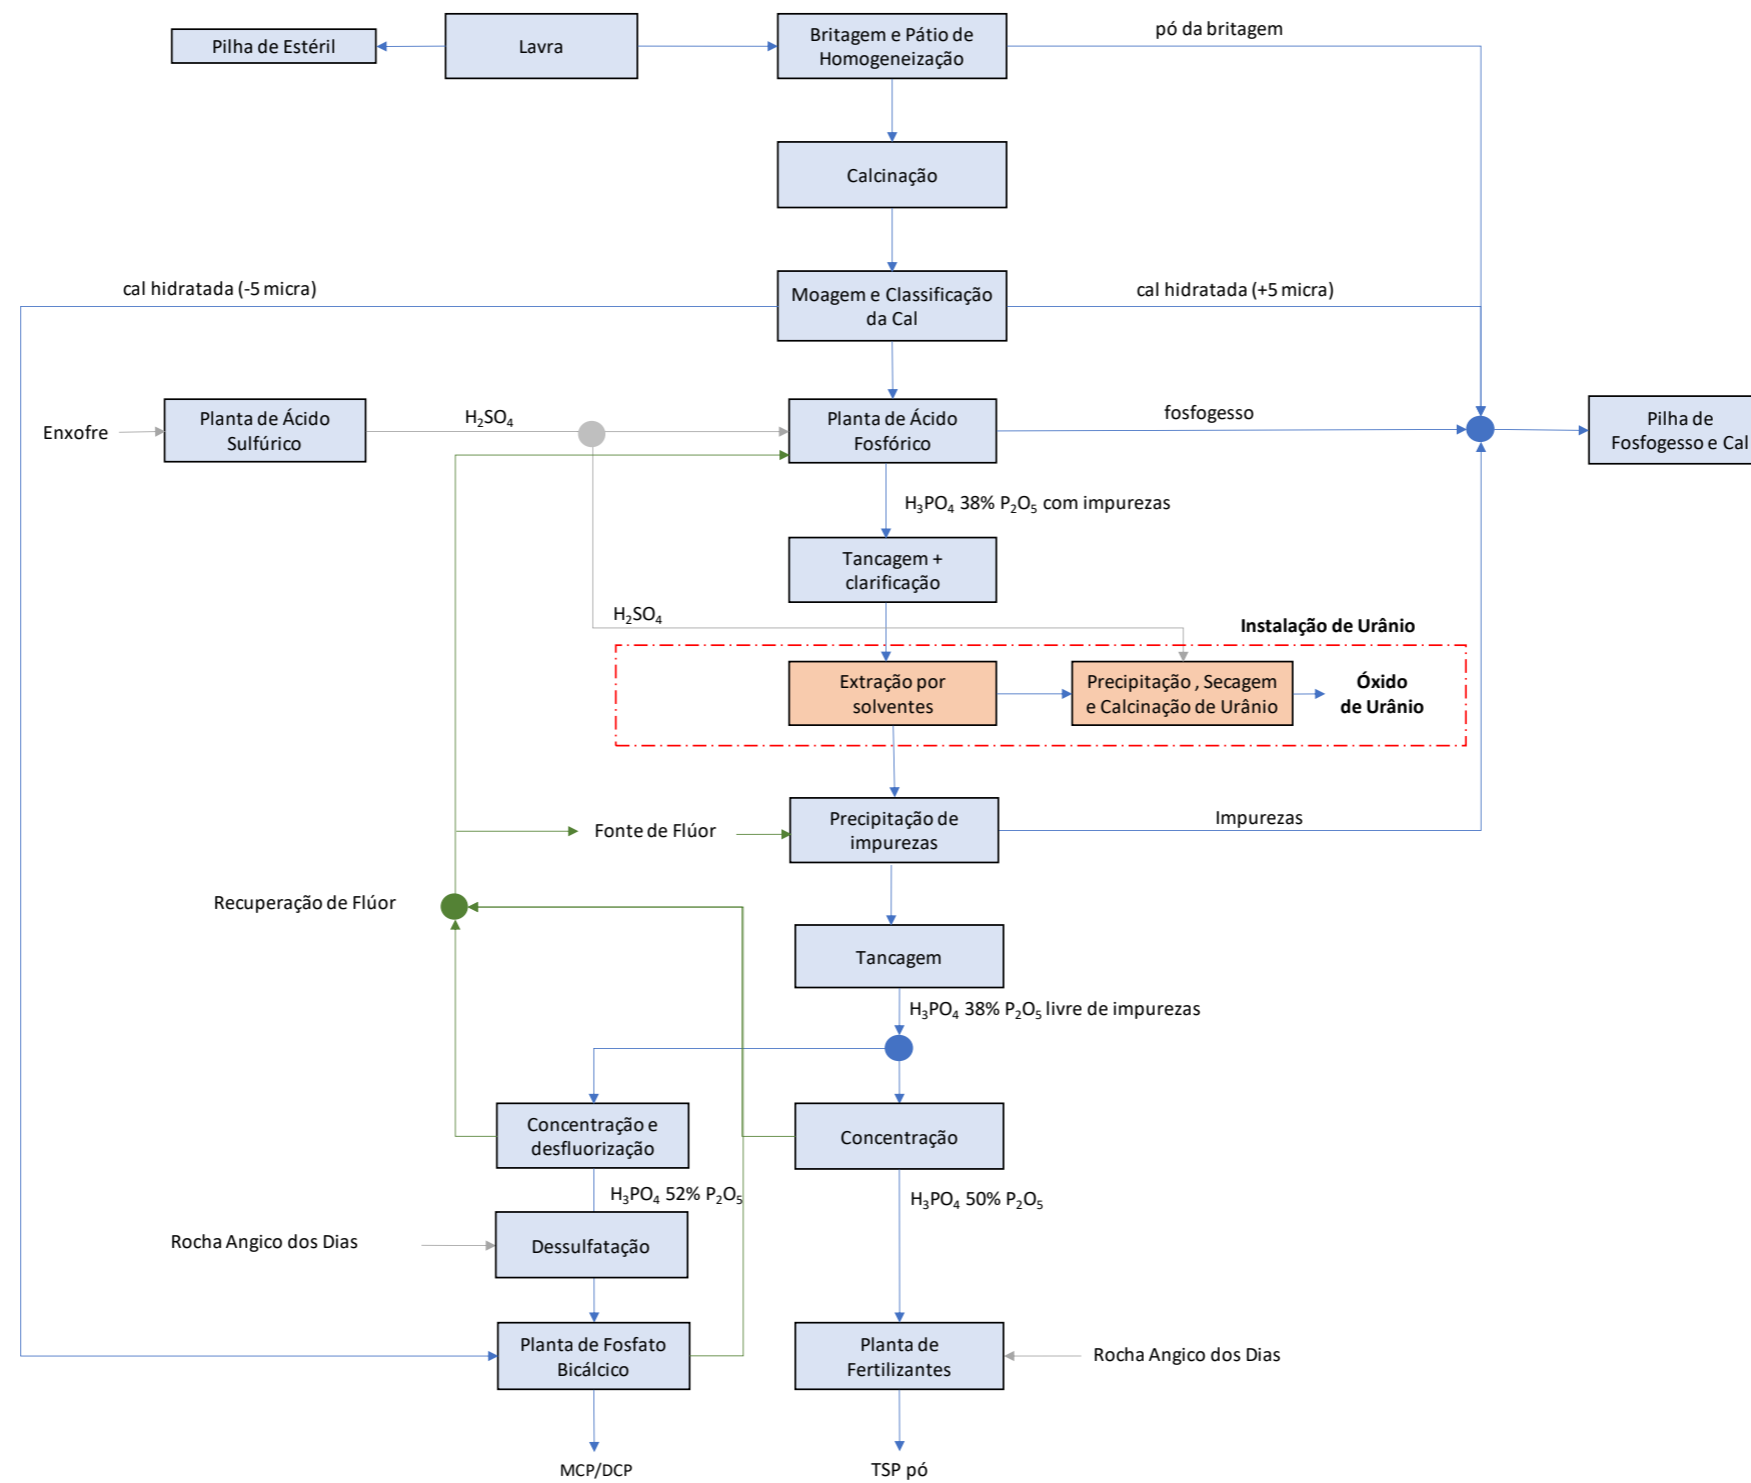 Pilha de Estéril
Lavra
Britagem e Pátio de
Homogeneização
pó da britagem
Calcinação
cal hidratada (-5 micra)
Moagem e Classificação
da Cal
cal hidratada (+5 micra)
Enxofre
Planta de Ácido
Sulfúrico
H₂SO₄
Planta de Ácido
Fosfórico
fosfogesso
Pilha de
Fosfogesso e Cal
H₃PO₄ 38% P₂O₅ com impurezas
Tancagem +
clarificação
H₂SO₄
Instalação de Urânio
Extração por
solventes
Precipitação , Secagem
e Calcinação de Urânio
Óxido
de Urânio
Fonte de Flúor
Precipitação de
impurezas
Impurezas
Recuperação de Flúor
Tancagem
H₃PO₄ 38% P₂O₅ livre de impurezas
Concentração e
desfluorização
Concentração
H₃PO₄ 52% P₂O₅
H₃PO₄ 50% P₂O₅
Rocha Angico dos Dias
Dessulfatação
Planta de Fosfato
Bicálcico
Planta de
Fertilizantes
Rocha Angico dos Dias
MCP/DCP
TSP pó